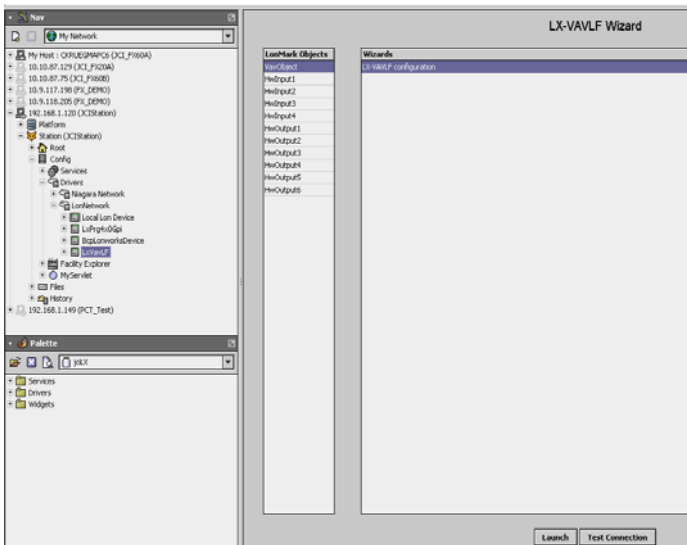 Nav
My Network
My Host : CKRUEGMAPC6 (JCI_FX60A)
10.10.87.129 (JCI_FX20A)
10.10.87.75 (JCI_FX60B)
10.9.117.198 (FX_DEMO)
10.9.118.205 (FX_DEMO)
192.168.1.120 (JCIStation)
Platform
Station (JCIStation)
Root
Config
Services
Drivers
Niagara Network
LonNetwork
Local Lon Device
LxPrg4x0Gpi
BcpLonworksDevice
LxVavLF
Facility Explorer
MyServlet
Files
History
192.168.1.149 (PCT_Test)
Palette
jciLX
Services
Drivers
Widgets
LX-VAVLF Wizard
LonMark Objects
VavObject
HwInput1
HwInput2
HwInput3
HwInput4
HwOutput1
HwOutput2
HwOutput3
HwOutput4
HwOutput5
HwOutput6
Wizards
LX-VAVLF configuration
Launch
Test Connection